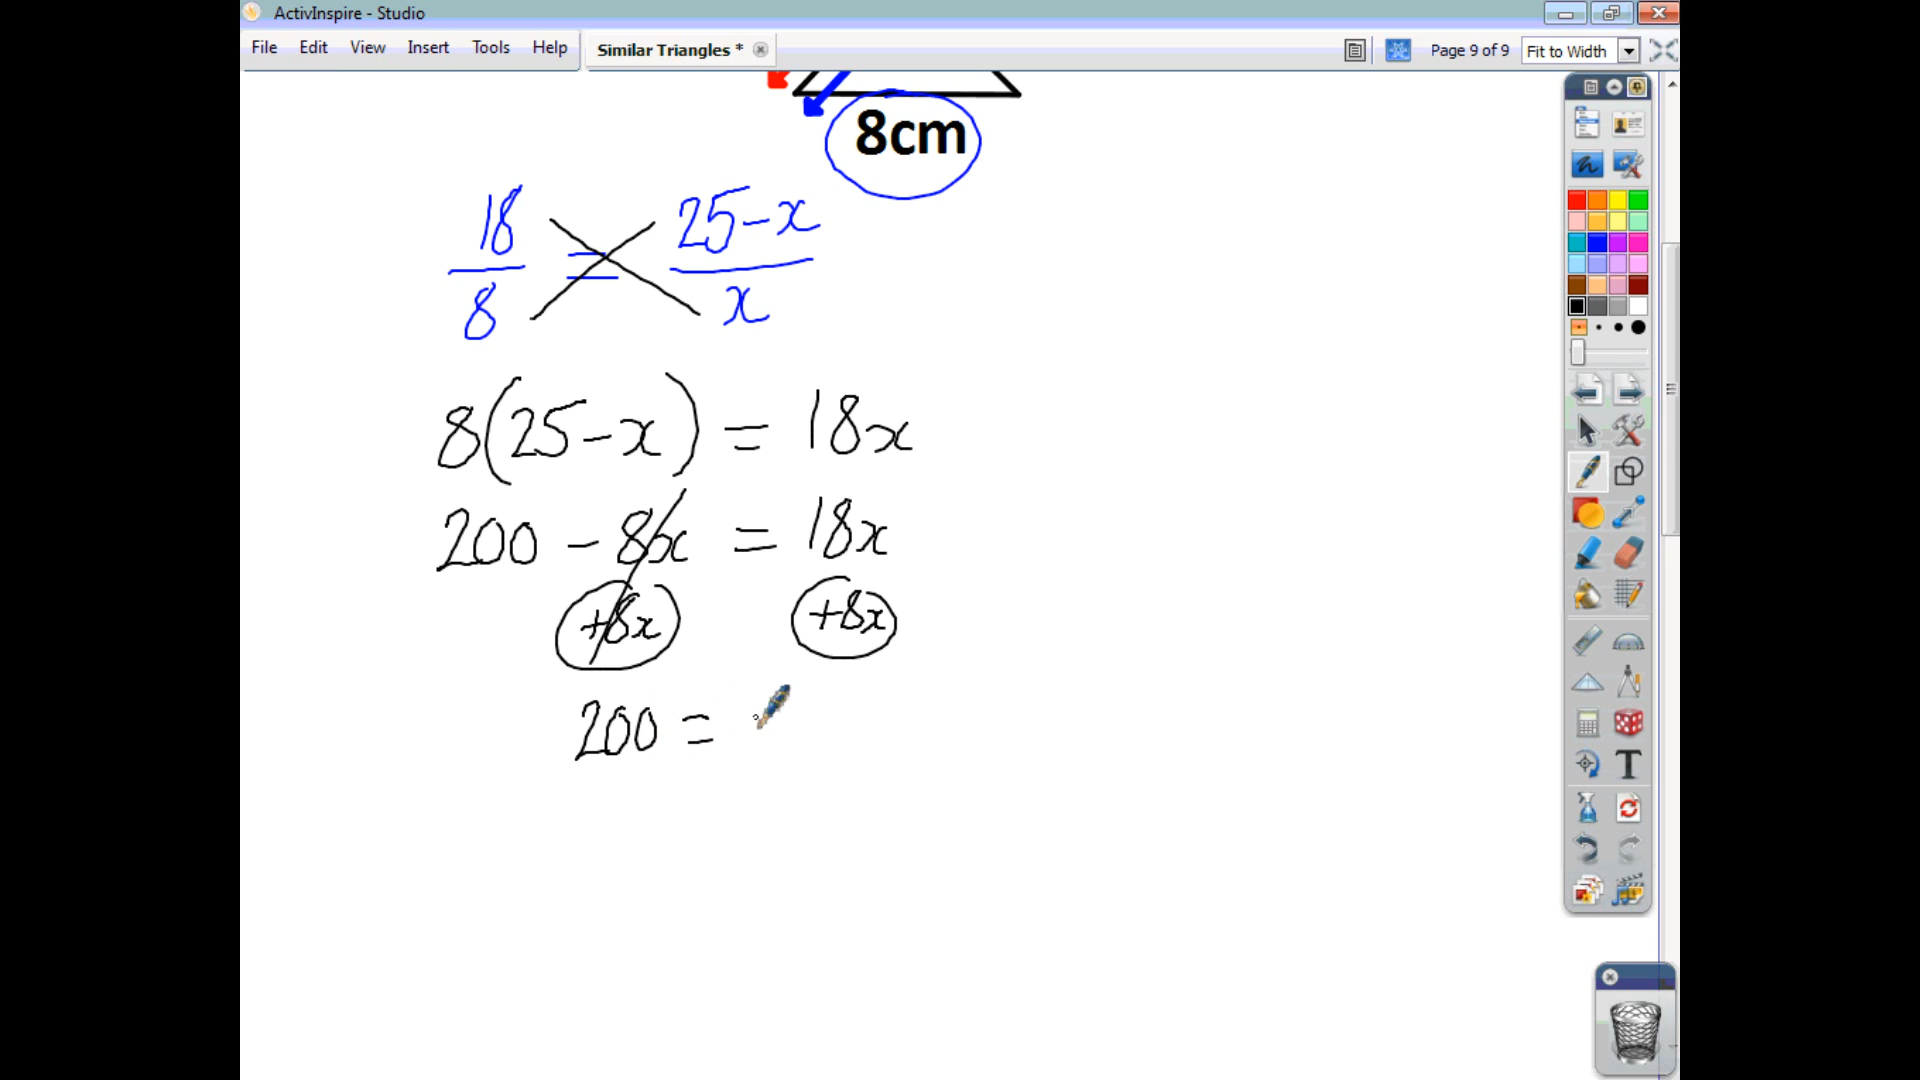 ActivInspire - Studio
File Edit View Insert Tools Help Similar Triangles * Page 9 of 9 Fit to Width
8cm
18/8 = 25-x/x
8(25-x) = 18x
200 - 8x = 18x
+8x +8x
200 =
T